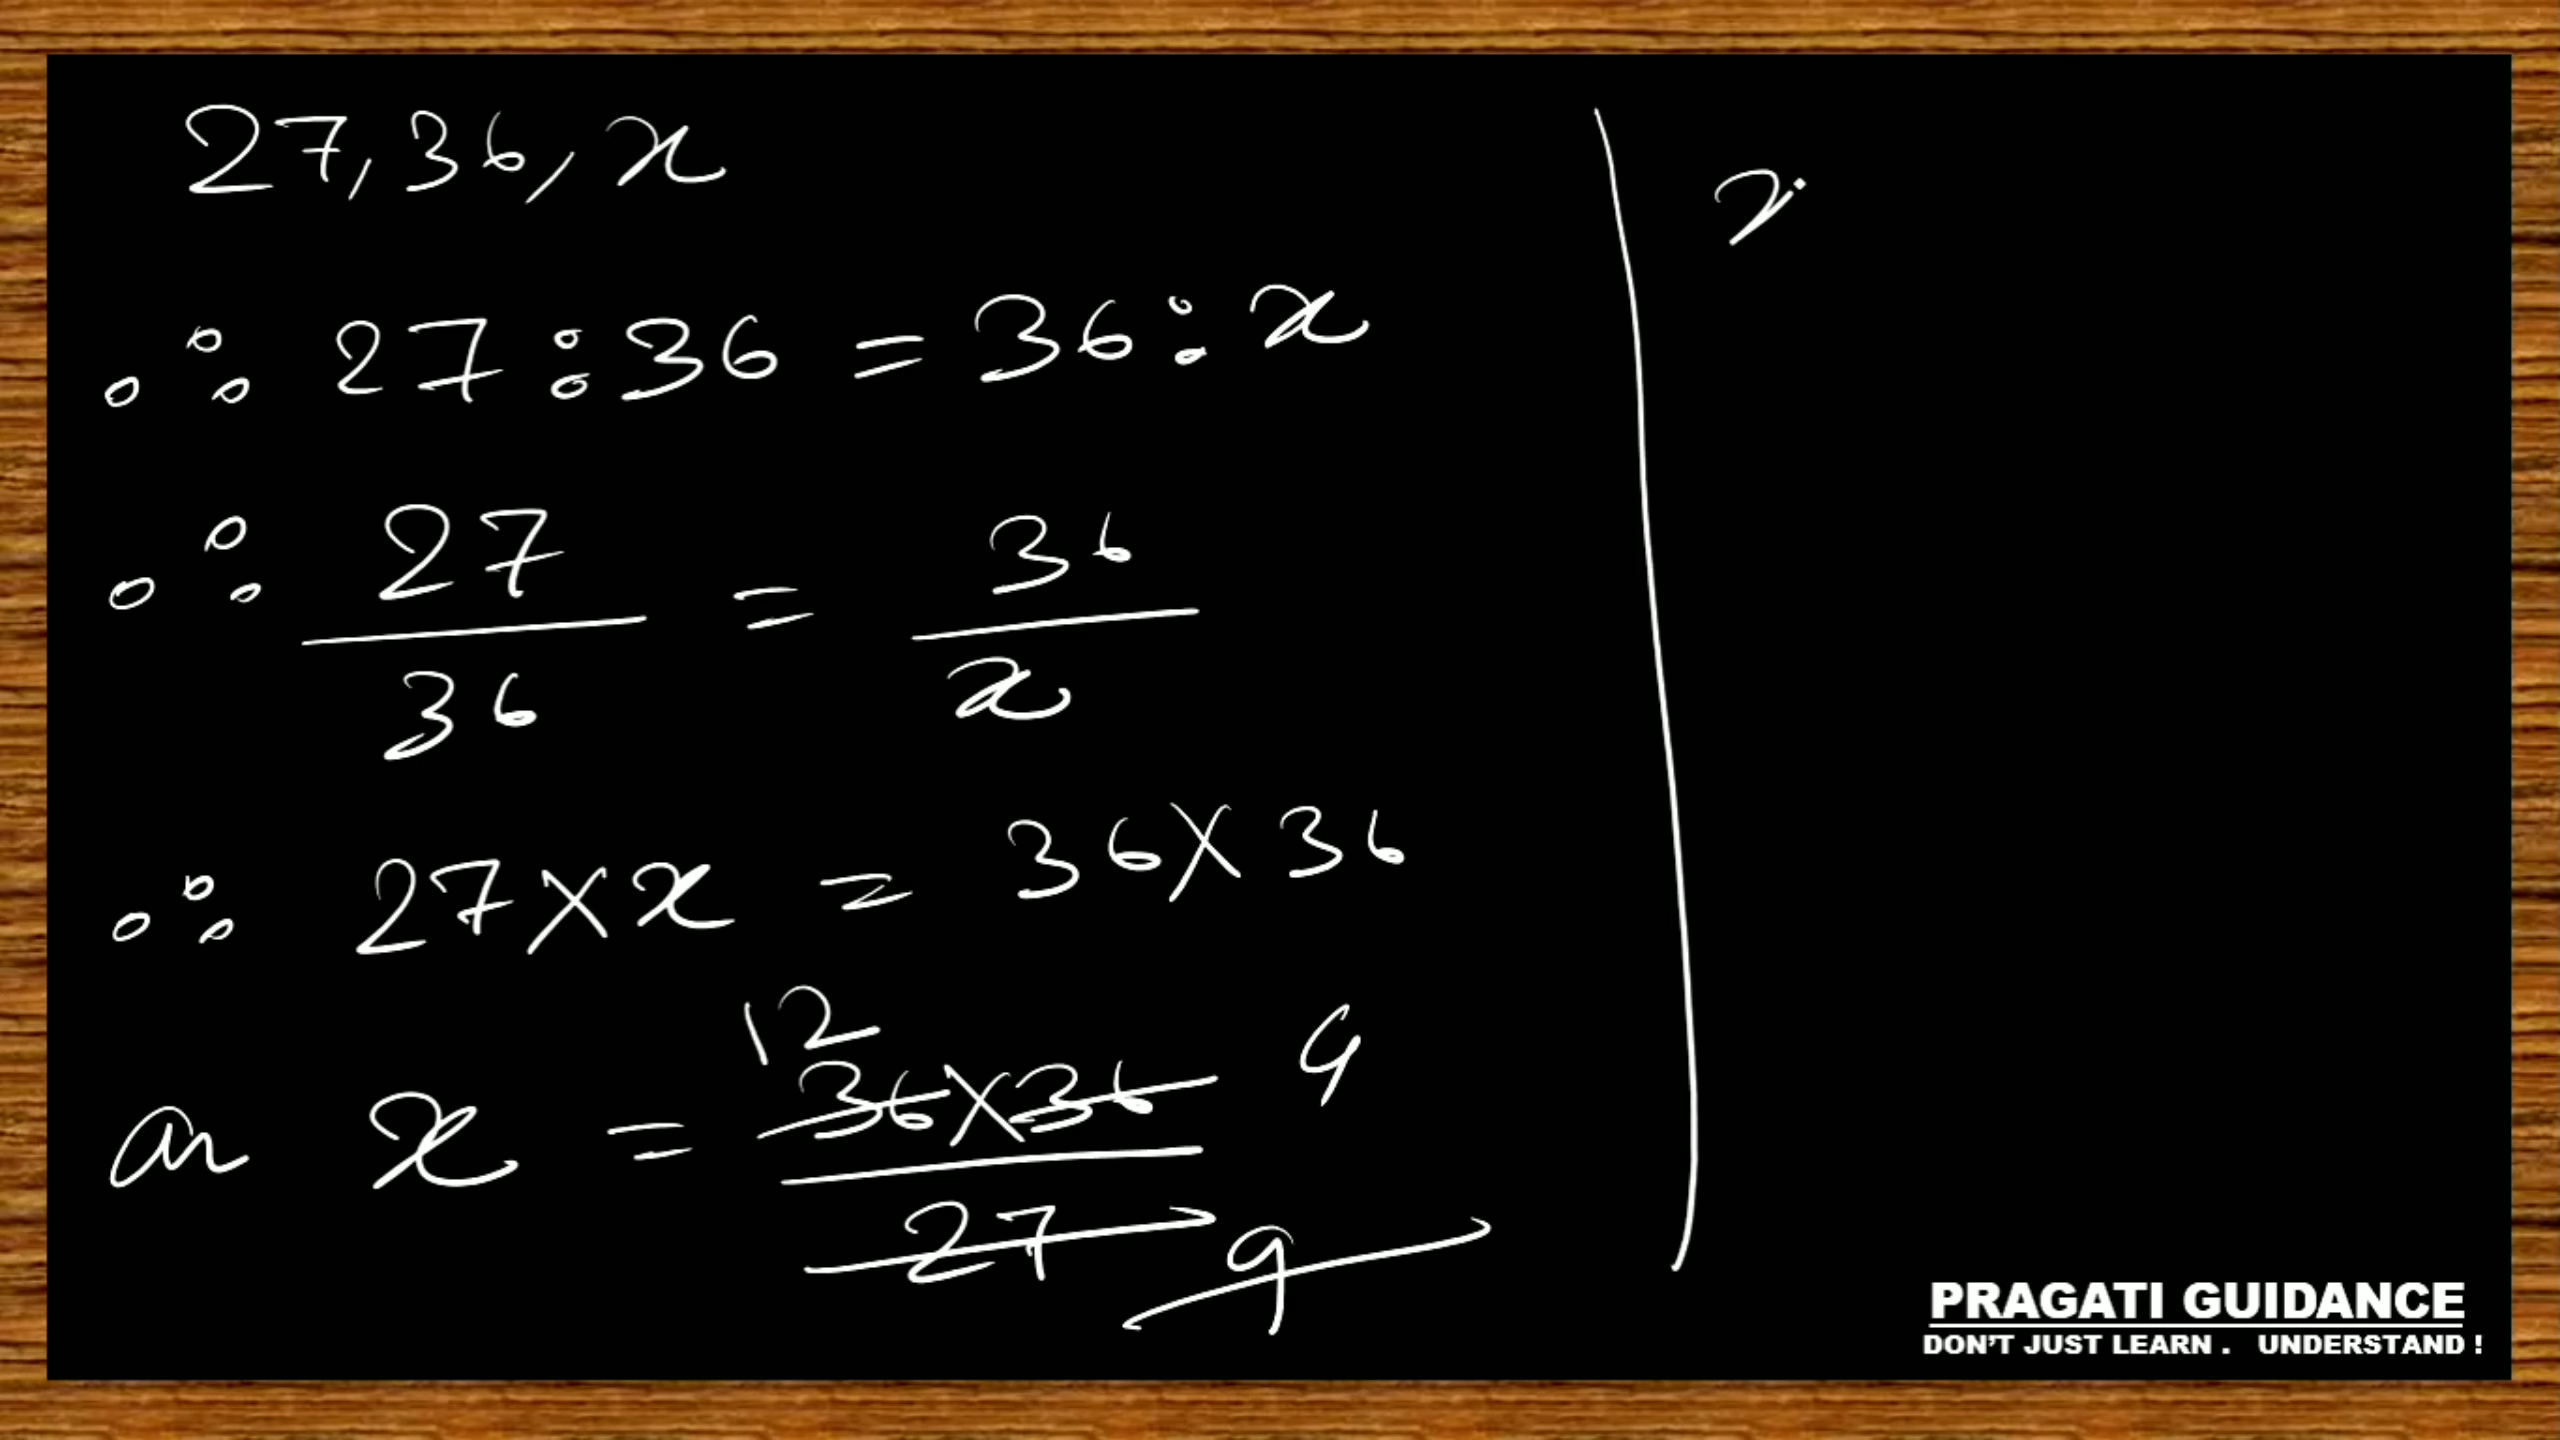 27, 36, x
∴ 27 : 36 = 36 : x
∴ 27/36 = 36/x
∴ 27 × x = 36 × 36
or x = 36 × 36 / 27
12 4
9
x
PRAGATI GUIDANCE
DON'T JUST LEARN . UNDERSTAND !